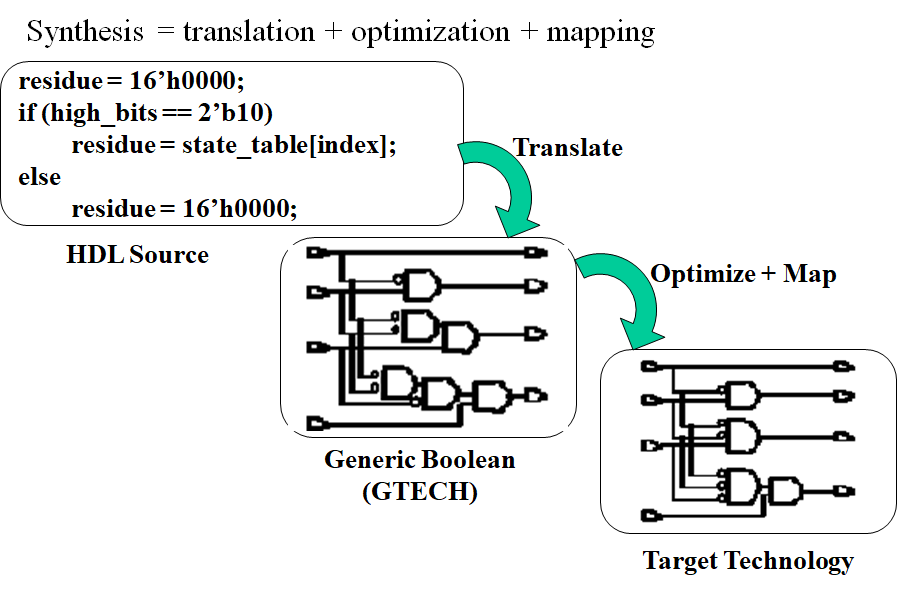 Synthesis = translation + optimization + mapping
residue = 16’h0000;
if (high_bits == 2’b10)
residue = state_table[index];
else
residue = 16’h0000;
Translate
HDL Source
Optimize + Map
Generic Boolean
(GTECH)
Target Technology